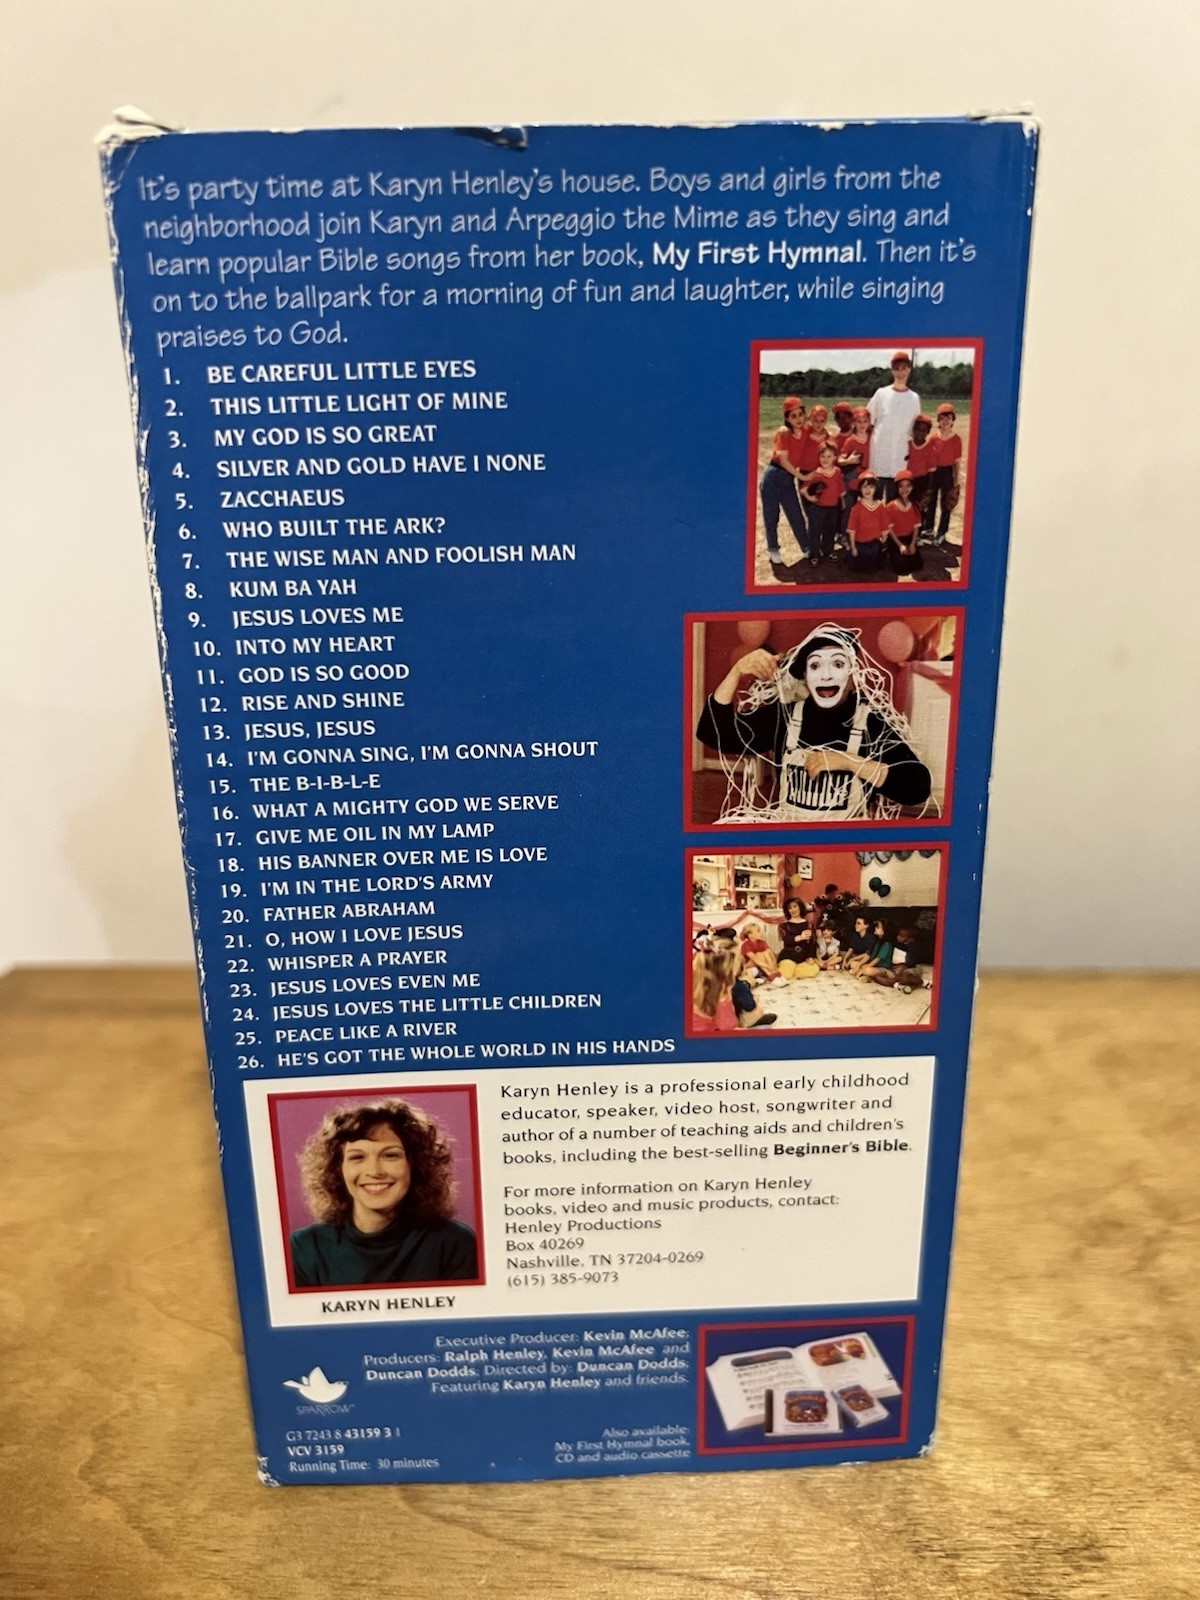 It's party time at Karyn Henley's house. Boys and girls from the
neighborhood join Karyn and Arpeggio the Mime as they sing and
learn popular Bible songs from her book, My First Hymnal. Then it's
on to the ballpark for a morning of fun and laughter, while singing
praises to God.
1. BE CAREFUL LITTLE EYES
2. THIS LITTLE LIGHT OF MINE
3. MY GOD IS SO GREAT
4. SILVER AND GOLD HAVE I NONE
5. ZACCHAEUS
6. WHO BUILT THE ARK?
7. THE WISE MAN AND FOOLISH MAN
8. KUM BA YAH
9. JESUS LOVES ME
10. INTO MY HEART
11. GOD IS SO GOOD
12. RISE AND SHINE
13. JESUS, JESUS
14. I'M GONNA SING, I'M GONNA SHOUT
15. THE B-I-B-L-E
16. WHAT A MIGHTY GOD WE SERVE
17. GIVE ME OIL IN MY LAMP
18. HIS BANNER OVER ME IS LOVE
19. I'M IN THE LORD'S ARMY
20. FATHER ABRAHAM
21. O, HOW I LOVE JESUS
22. WHISPER A PRAYER
23. JESUS LOVES EVEN ME
24. JESUS LOVES THE LITTLE CHILDREN
25. PEACE LIKE A RIVER
26. HE'S GOT THE WHOLE WORLD IN HIS HANDS
Karyn Henley is a professional early childhood
educator, speaker, video host, songwriter and
author of a number of teaching aids and children's
books, including the best-selling Beginner's Bible.
For more information on Karyn Henley
books, video and music products, contact:
Henley Productions
Box 40269
Nashville, TN 37204-0269
(615) 385-9073
KARYN HENLEY
Executive Producer: Kevin McAfee;
Producers: Ralph Henley, Kevin McAfee and
Duncan Dodds; Directed by: Duncan Dodds;
Featuring Karyn Henley and friends.
SPARROW™
G3 7243 8 43159 3 1
VCV 3159
Running Time: 30 minutes
Also available:
My First Hymnal book,
CD and audio cassette